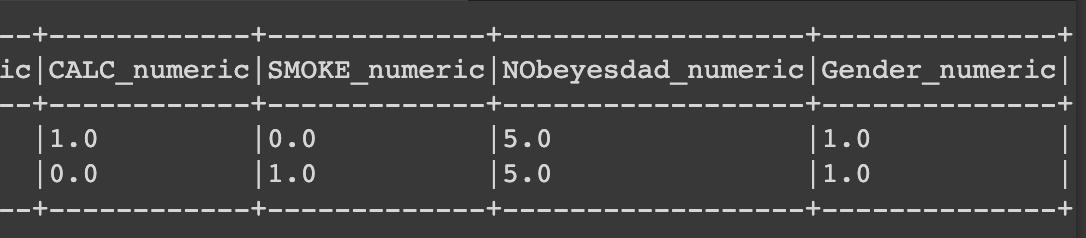 --+------------+-------------+------------------+--------------+
ic|CALC_numeric|SMOKE_numeric|NObeyesdad_numeric|Gender_numeric|
--+------------+-------------+------------------+--------------+
  |1.0         |0.0          |5.0               |1.0           |
  |0.0         |1.0          |5.0               |1.0           |
--+------------+-------------+------------------+--------------+